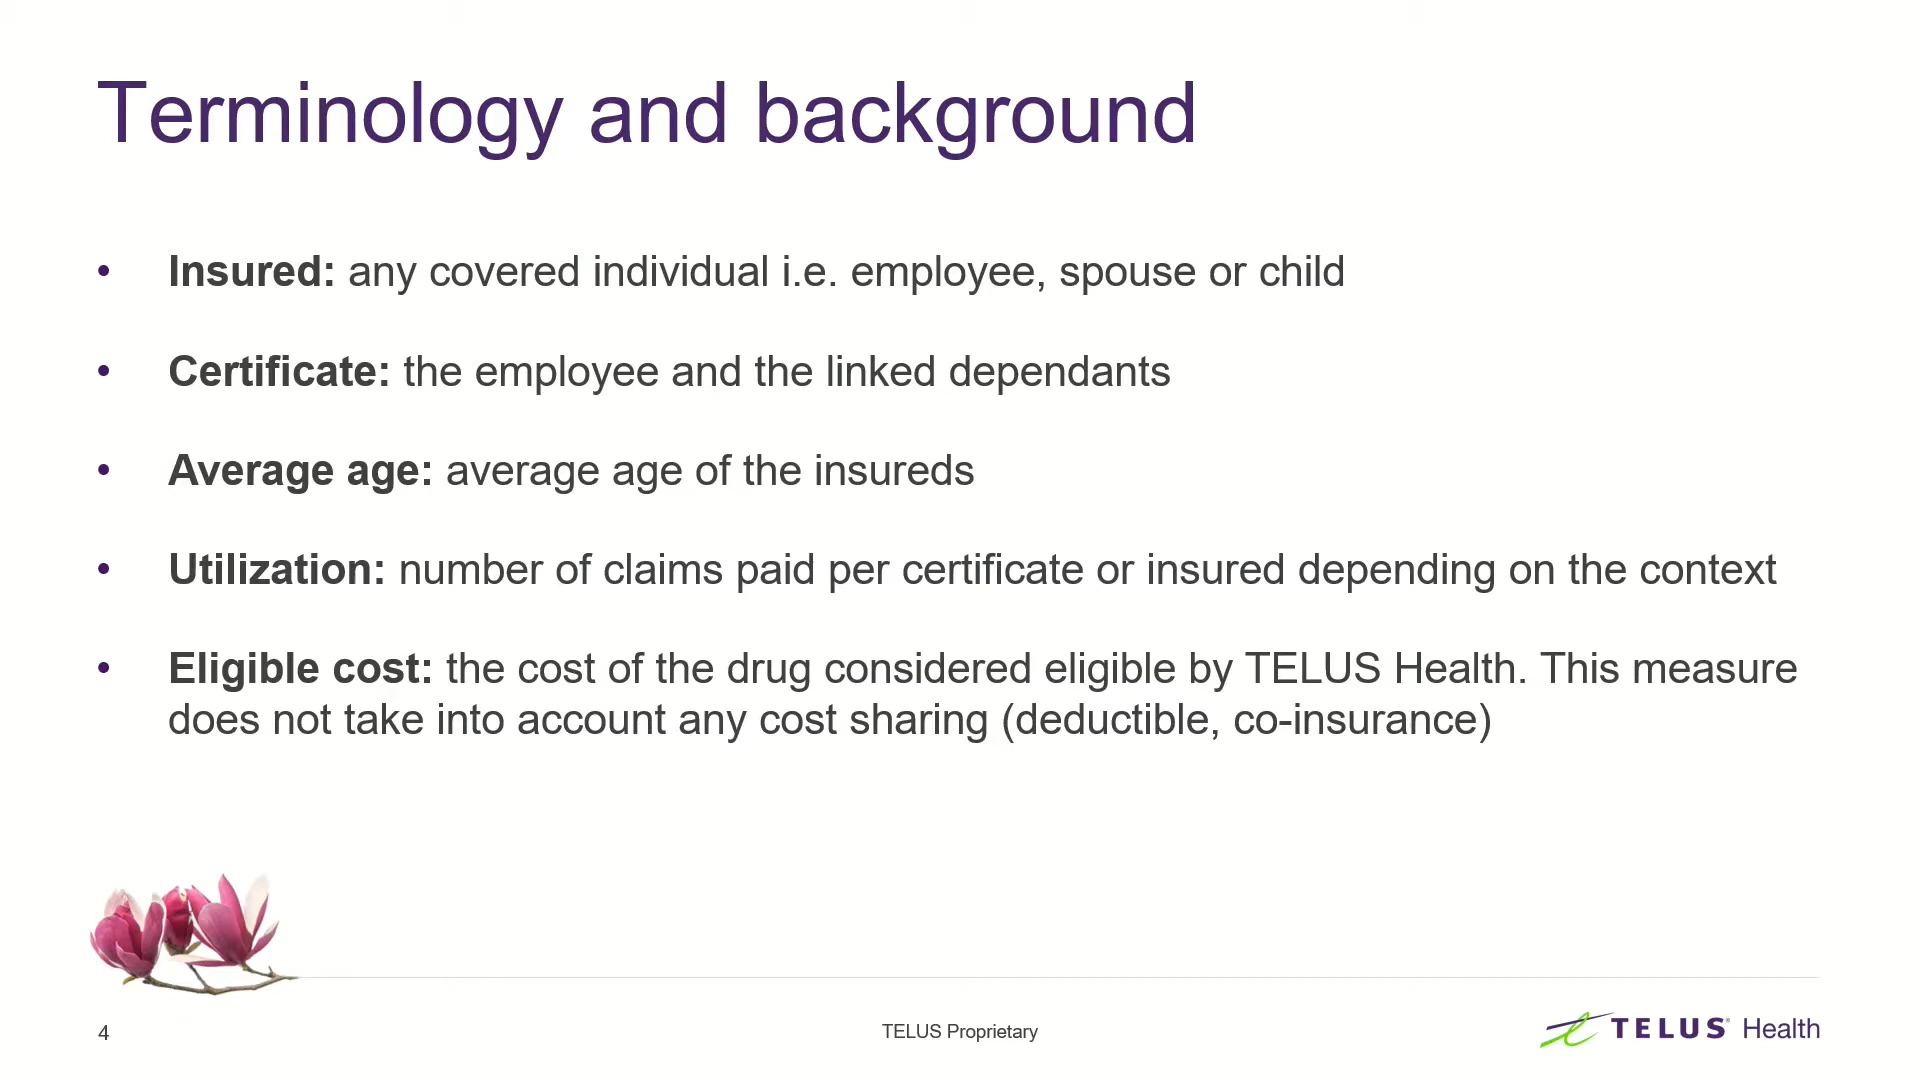 Terminology and background
• Insured: any covered individual i.e. employee, spouse or child
• Certificate: the employee and the linked dependants
• Average age: average age of the insureds
• Utilization: number of claims paid per certificate or insured depending on the context
• Eligible cost: the cost of the drug considered eligible by TELUS Health. This measure
does not take into account any cost sharing (deductible, co-insurance)
4
TELUS Proprietary
TELUS® Health